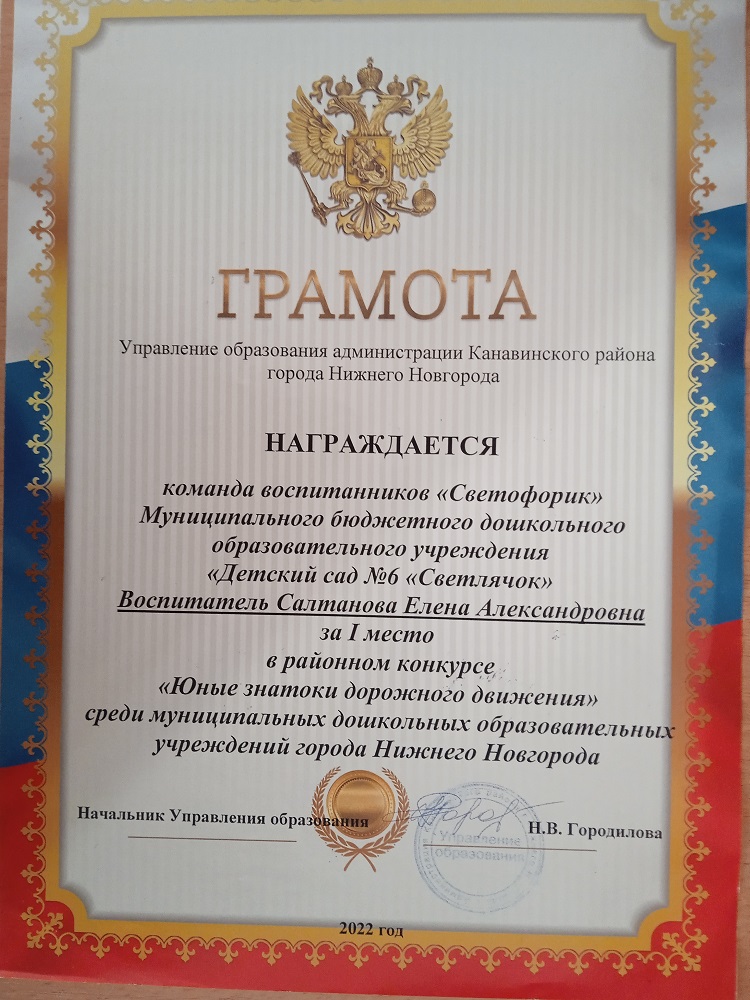 ГРАМОТА
Управление образования администрации Канавинского района
города Нижнего Новгорода
НАГРАЖДАЕТСЯ
команда воспитанников «Светофорик»
Муниципального бюджетного дошкольного
образовательного учреждения
«Детский сад №6 «Светлячок»
Воспитатель Салтанова Елена Александровна
за I место
в районном конкурсе
«Юные знатоки дорожного движения»
среди муниципальных дошкольных образовательных
учреждений города Нижнего Новгорода
Начальник Управления образования
Н.В. Городилова
Управление
образования
2022 год